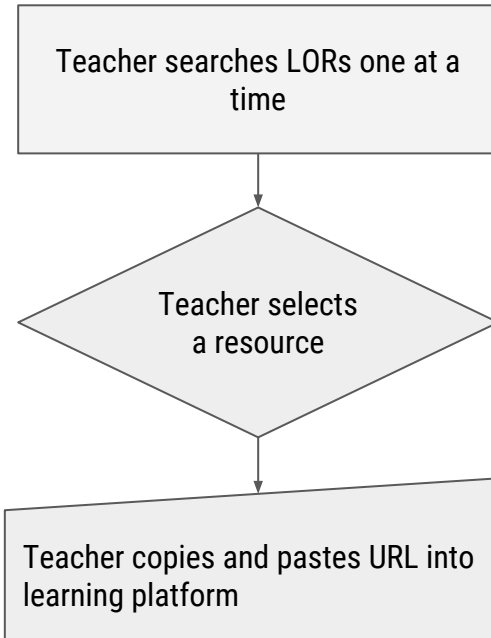 Teacher searches LORs one at a
time
Teacher selects
a resource
Teacher copies and pastes URL into
learning platform